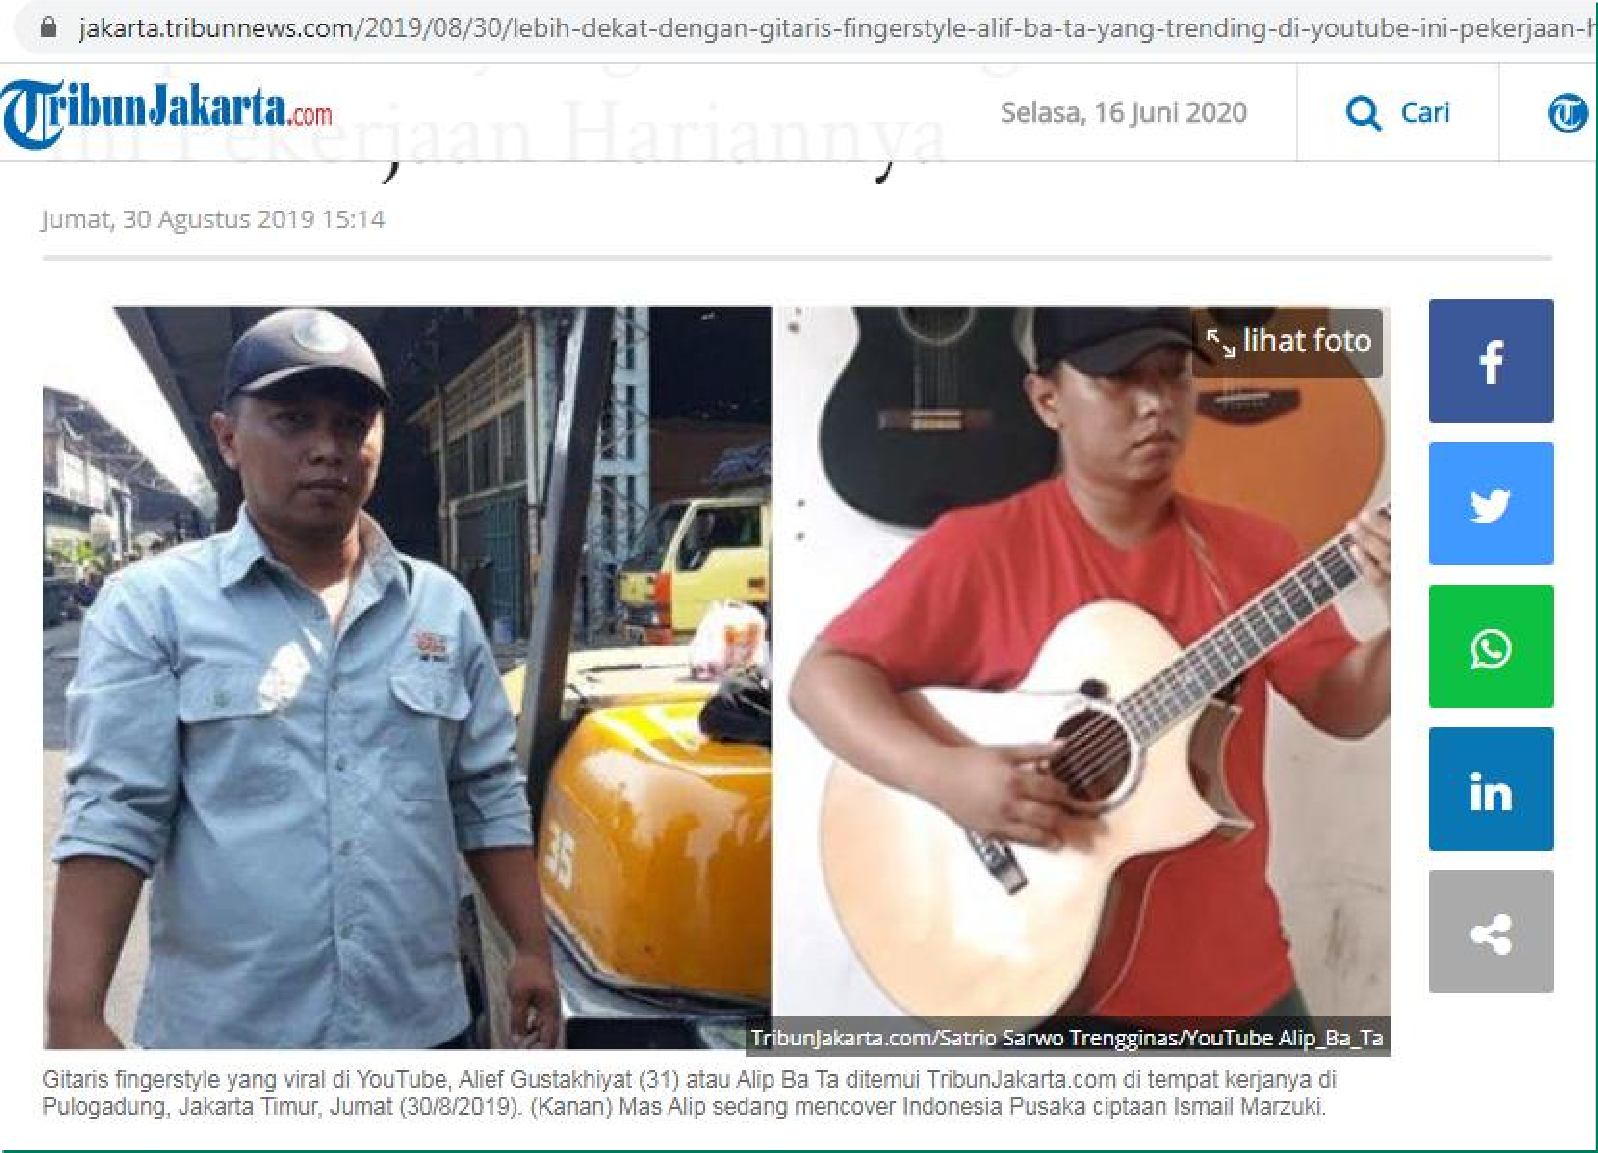 jakarta.tribunnews.com/2019/08/30/lebih-dekat-dengan-gitaris-fingerstyle-alif-ba-ta-yang-trending-di-youtube-ini-pekerjaan-h
TribunJakarta.com
Selasa, 16 Juni 2020
Cari
ini Pekerjaan Hariannya
Jumat, 30 Agustus 2019 15:14
lihat foto
35
TribunJakarta.com/Satrio Sarwo Trengginas/YouTube Alip_Ba_Ta
Gitaris fingerstyle yang viral di YouTube, Alief Gustakhiyat (31) atau Alip Ba Ta ditemui TribunJakarta.com di tempat kerjanya di
Pulogadung, Jakarta Timur, Jumat (30/8/2019). (Kanan) Mas Alip sedang mencover Indonesia Pusaka ciptaan Ismail Marzuki.